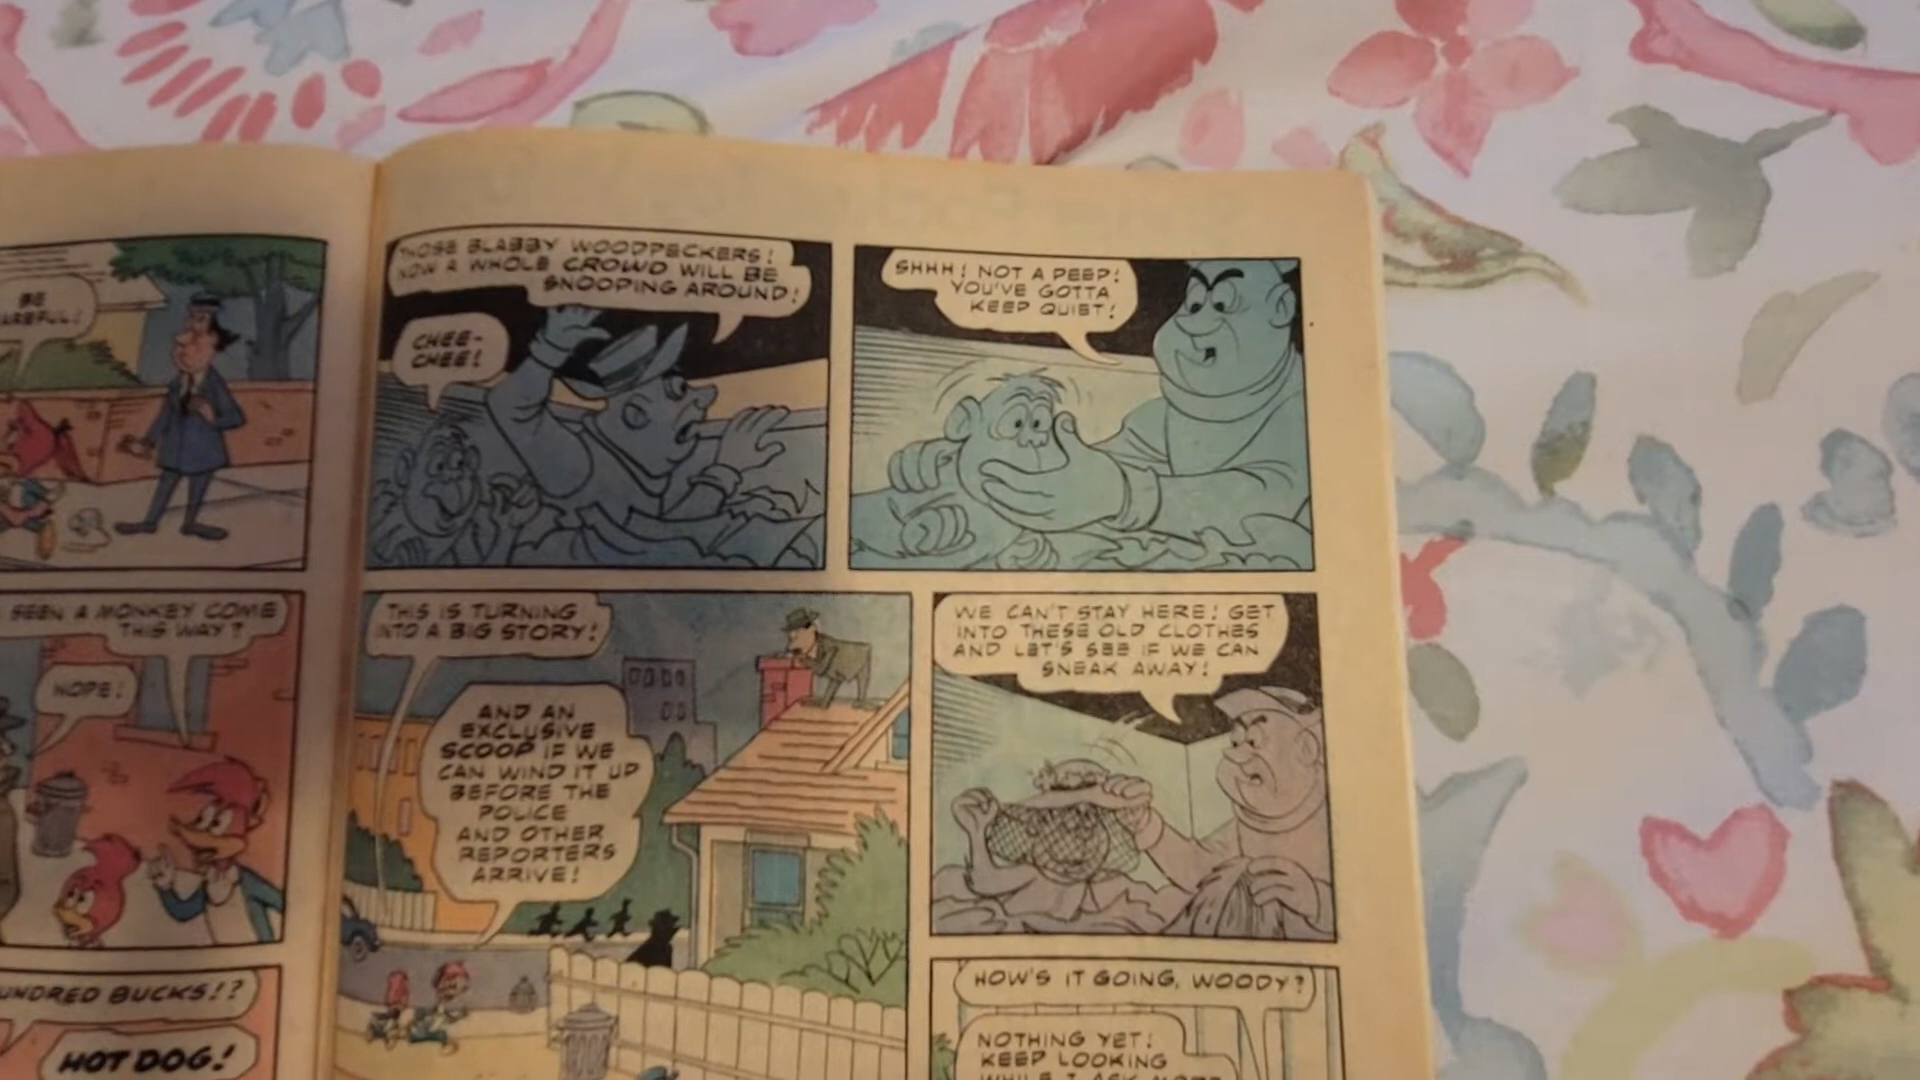 BE
CAREFUL!
SEEN A MONKEY COME
THIS WAY?
NOPE!
HUNDRED BUCKS!?
HOT DOG!
THOSE BLABBY WOODPECKERS!
NOW A WHOLE CROWD WILL BE
SNOOPING AROUND!
CHEE-
CHEE!
SHHH! NOT A PEEP!
YOU'VE GOTTA
KEEP QUIET!
THIS IS TURNING
INTO A BIG STORY!
AND AN
EXCLUSIVE
SCOOP IF WE
CAN WIND IT UP
BEFORE THE
POLICE
AND OTHER
REPORTERS
ARRIVE!
WE CAN'T STAY HERE! GET
INTO THESE OLD CLOTHES
AND LET'S SEE IF WE CAN
SNEAK AWAY!
HOW'S IT GOING, WOODY?
NOTHING YET!
KEEP LOOKING
WHILE I ASK